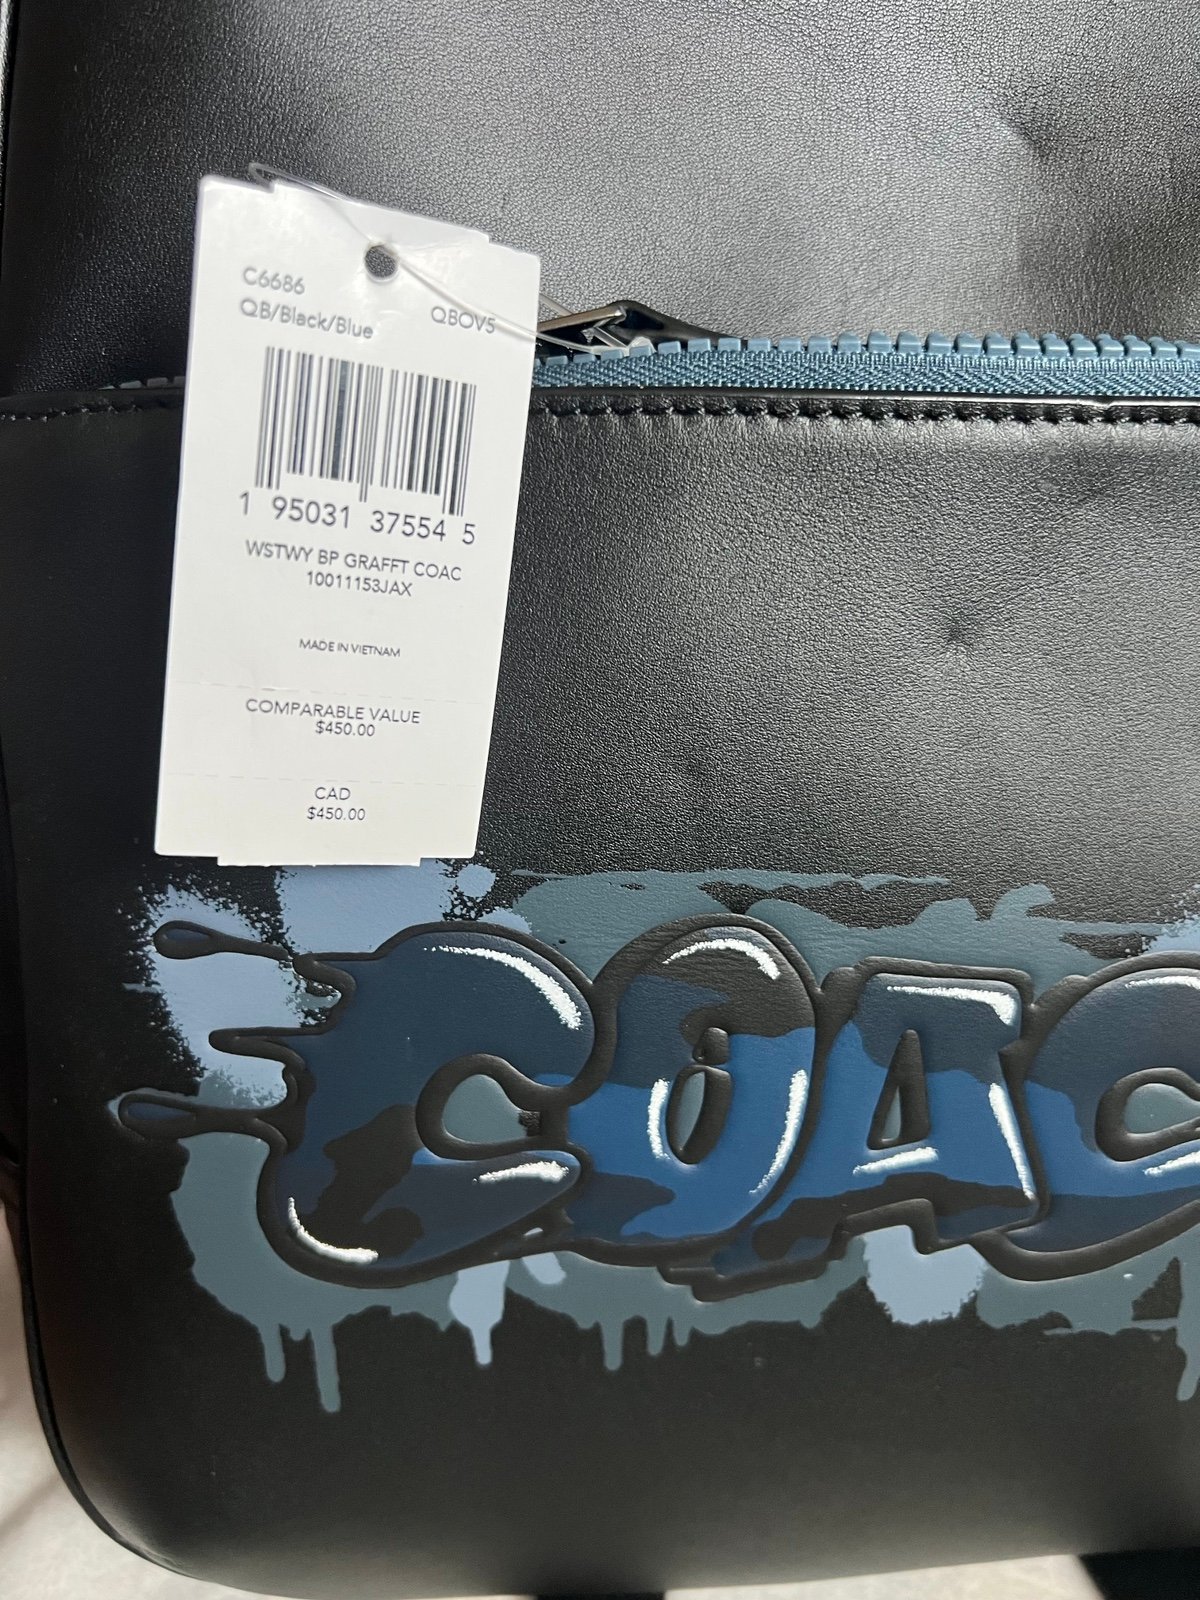 C6686
QB/Black/Blue QBOV5
1 95031 37554 5
WSTWY BP GRAFFT COAC
10011153JAX
MADE IN VIETNAM
COMPARABLE VALUE
$450.00
CAD
$450.00
COAC